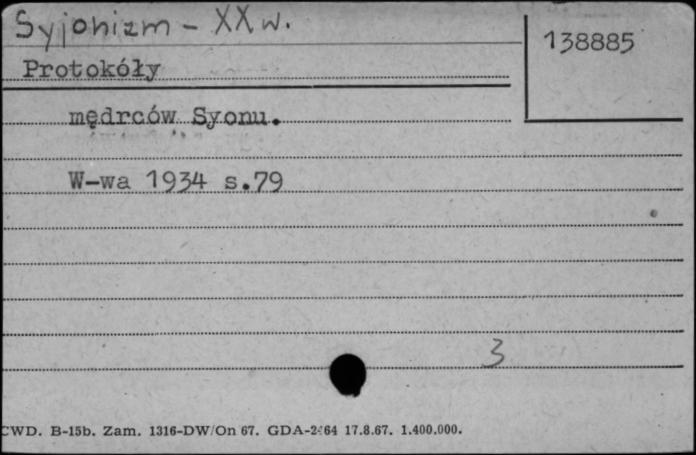 Syjonizm - XX w.
138885
Protokóły
mędrców Syonu.
W-wa 1934 s.79
3
CWD. B-15b. Zam. 1316-DW/On 67. GDA-2/64 17.8.67. 1.400.000.